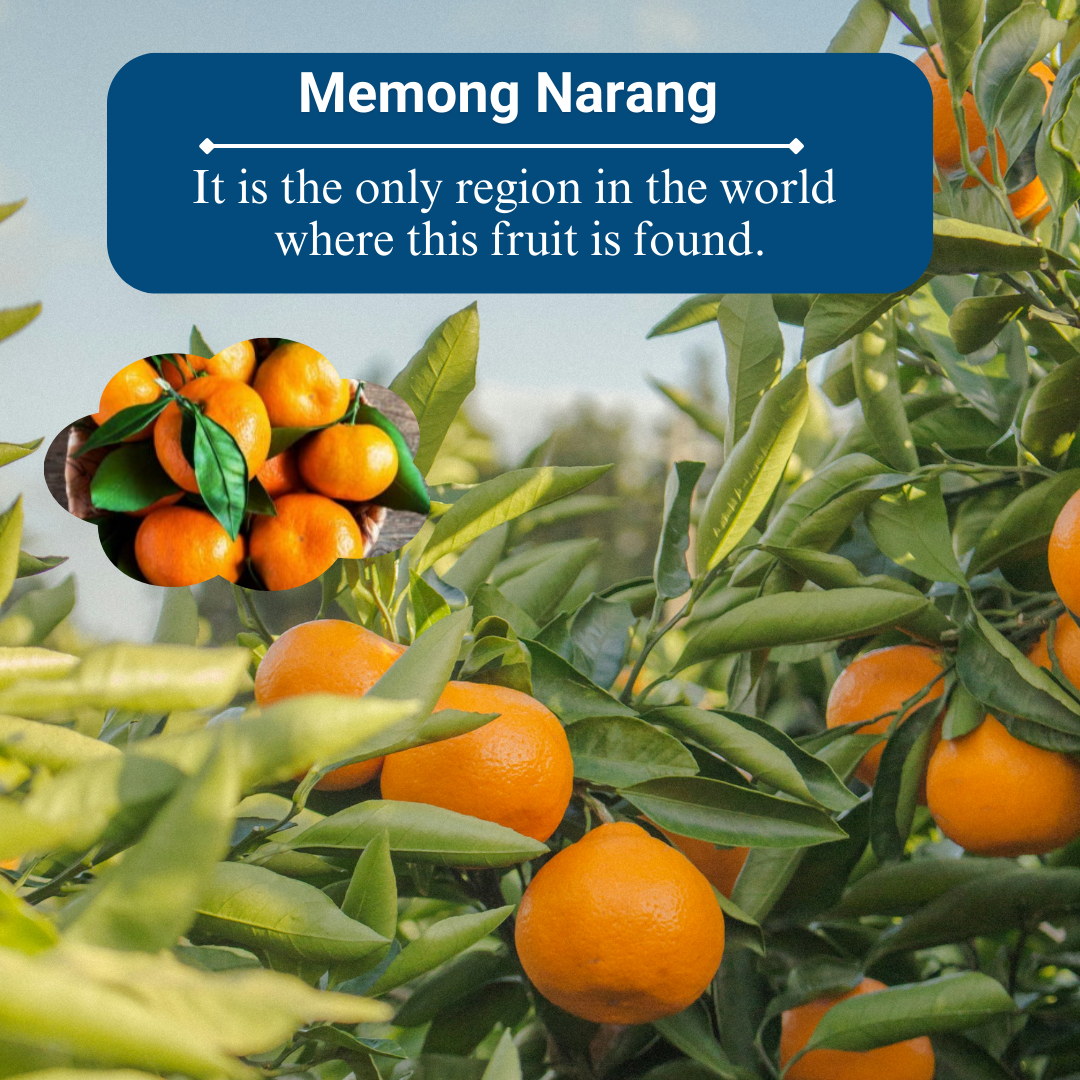 Memong Narang
It is the only region in the world
where this fruit is found.